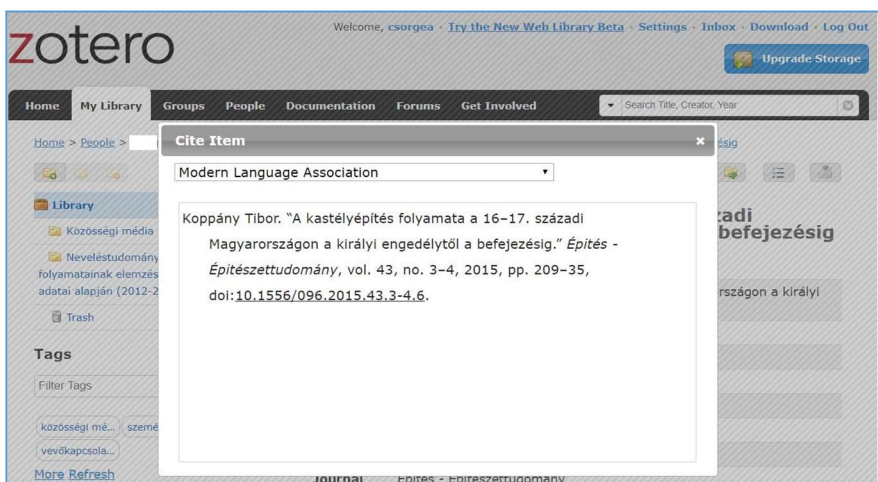 zotero
Welcome, csorgea · Try the New Web Library Beta · Settings · Inbox · Download · Log Out
Upgrade Storage
Home My Library Groups People Documentation Forums Get Involved
Search Title, Creator, Year
Home > People >
Cite Item
Modern Language Association
Koppány Tibor. “A kastélyépítés folyamata a 16–17. századi
Magyarországon a királyi engedélytől a befejezésig.” Építés -
Építészettudomány, vol. 43, no. 3–4, 2015, pp. 209–35,
doi:10.1556/096.2015.43.3-4.6.
Library
Közösségi média
Neveléstudomány
folyamatainak elemzés
adatai alapján (2012-2
Trash
Tags
Filter Tags
közösségi mé... szemé
vevőkapcsola...
More Refresh
ésig
zadi
befejezésig
rszágon a királyi
Journal Építés - Építészettudomány